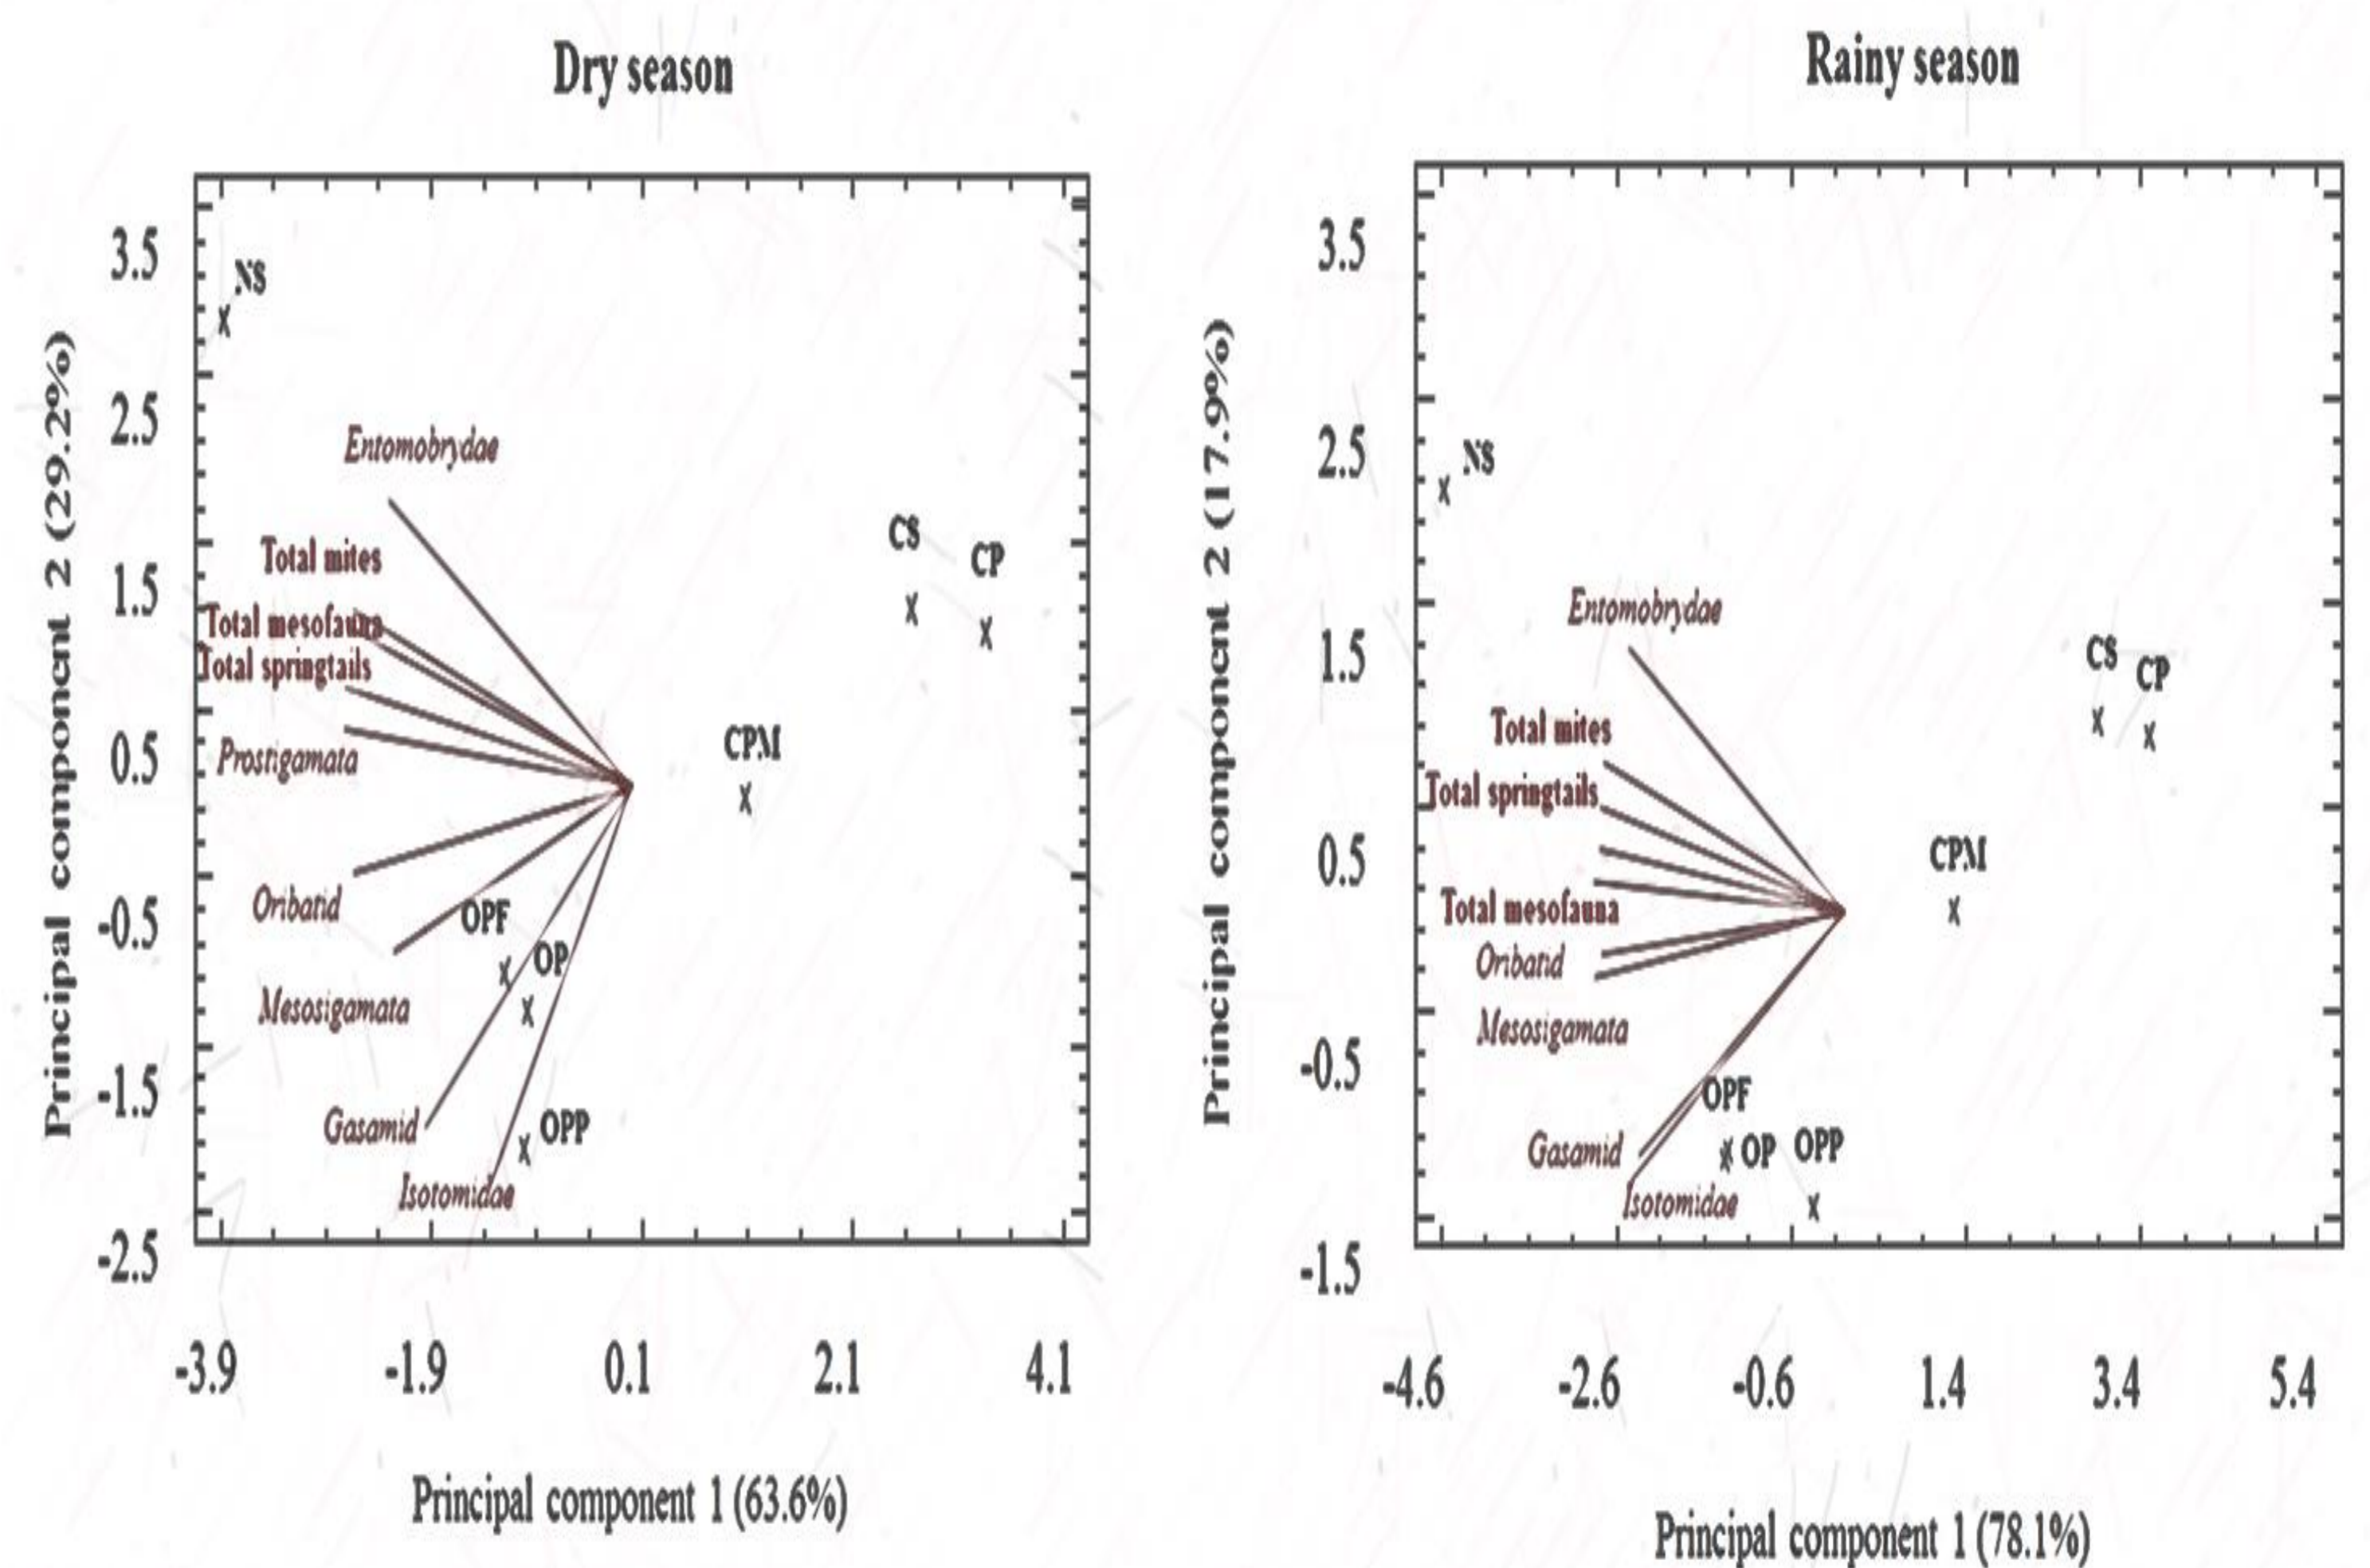 Dry season
Principal component 2 (29.2%)
3.5
2.5
1.5
0.5
-0.5
-1.5
-2.5
NS
Entomobrydae
Total mites
Total mesofauna
Total springtails
Prostigamata
Oribatid
Mesosigamata
Gasamid
Isotomidae
CS
CP
CPM
OPF
OP
OPP
-3.9 -1.9 0.1 2.1 4.1
Principal component 1 (63.6%)
Rainy season
Principal component 2 (17.9%)
3.5
2.5
1.5
0.5
-0.5
-1.5
NS
Entomobrydae
Total mites
Total springtails
Total mesofauna
Oribatid
Mesosigamata
Gasamid
Isotomidae
CS
CP
CPM
OPF
OP
OPP
-4.6 -2.6 -0.6 1.4 3.4 5.4
Principal component 1 (78.1%)